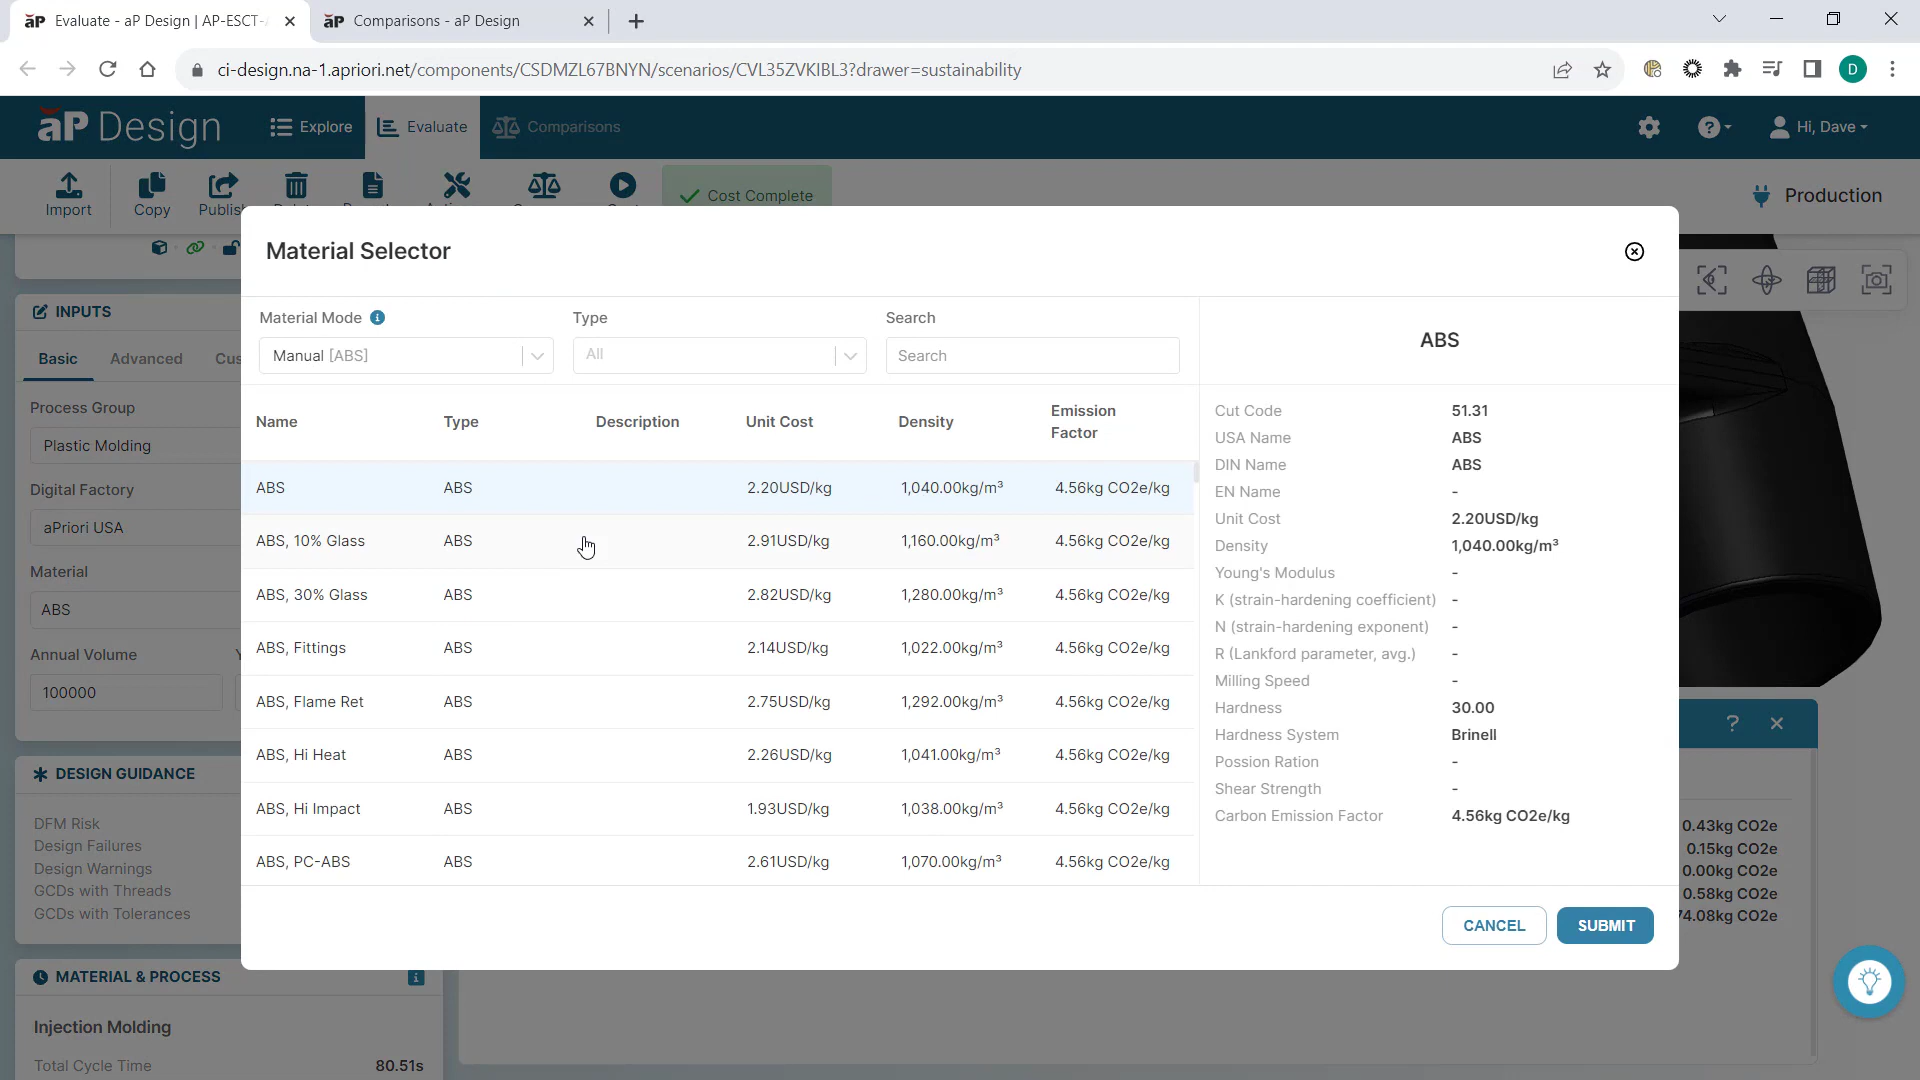 Evaluate - aP Design | AP-ESCT-
Comparisons - aP Design
ci-design.na-1.apriori.net/components/CSDMZL67BNYN/scenarios/CVL35ZVKIBL3?drawer=sustainability
D
aP Design
Explore
Evaluate
Comparisons
Hi, Dave
Import
Copy
Publish
Cost Complete
Production
Material Selector
INPUTS
Basic
Advanced
Cus
Process Group
Plastic Molding
Digital Factory
aPriori USA
Material
ABS
Annual Volume
Y
100000
DESIGN GUIDANCE
DFM Risk
Design Failures
Design Warnings
GCDs with Threads
GCDs with Tolerances
MATERIAL & PROCESS
Injection Molding
Total Cycle Time 80.51s
Material Mode
Type
Search
Manual [ABS]
All
Search
Name Type Description Unit Cost Density Emission Factor
ABS ABS 2.20USD/kg 1,040.00kg/m³ 4.56kg CO2e/kg
ABS, 10% Glass ABS 2.91USD/kg 1,160.00kg/m³ 4.56kg CO2e/kg
ABS, 30% Glass ABS 2.82USD/kg 1,280.00kg/m³ 4.56kg CO2e/kg
ABS, Fittings ABS 2.14USD/kg 1,022.00kg/m³ 4.56kg CO2e/kg
ABS, Flame Ret ABS 2.75USD/kg 1,292.00kg/m³ 4.56kg CO2e/kg
ABS, Hi Heat ABS 2.26USD/kg 1,041.00kg/m³ 4.56kg CO2e/kg
ABS, Hi Impact ABS 1.93USD/kg 1,038.00kg/m³ 4.56kg CO2e/kg
ABS, PC-ABS ABS 2.61USD/kg 1,070.00kg/m³ 4.56kg CO2e/kg
ABS
Cut Code 51.31
USA Name ABS
DIN Name ABS
EN Name -
Unit Cost 2.20USD/kg
Density 1,040.00kg/m³
Young's Modulus -
K (strain-hardening coefficient) -
N (strain-hardening exponent) -
R (Lankford parameter, avg.) -
Milling Speed -
Hardness 30.00
Hardness System Brinell
Possion Ration -
Shear Strength -
Carbon Emission Factor 4.56kg CO2e/kg
CANCEL
SUBMIT
0.43kg CO2e
0.15kg CO2e
0.00kg CO2e
0.58kg CO2e
74.08kg CO2e